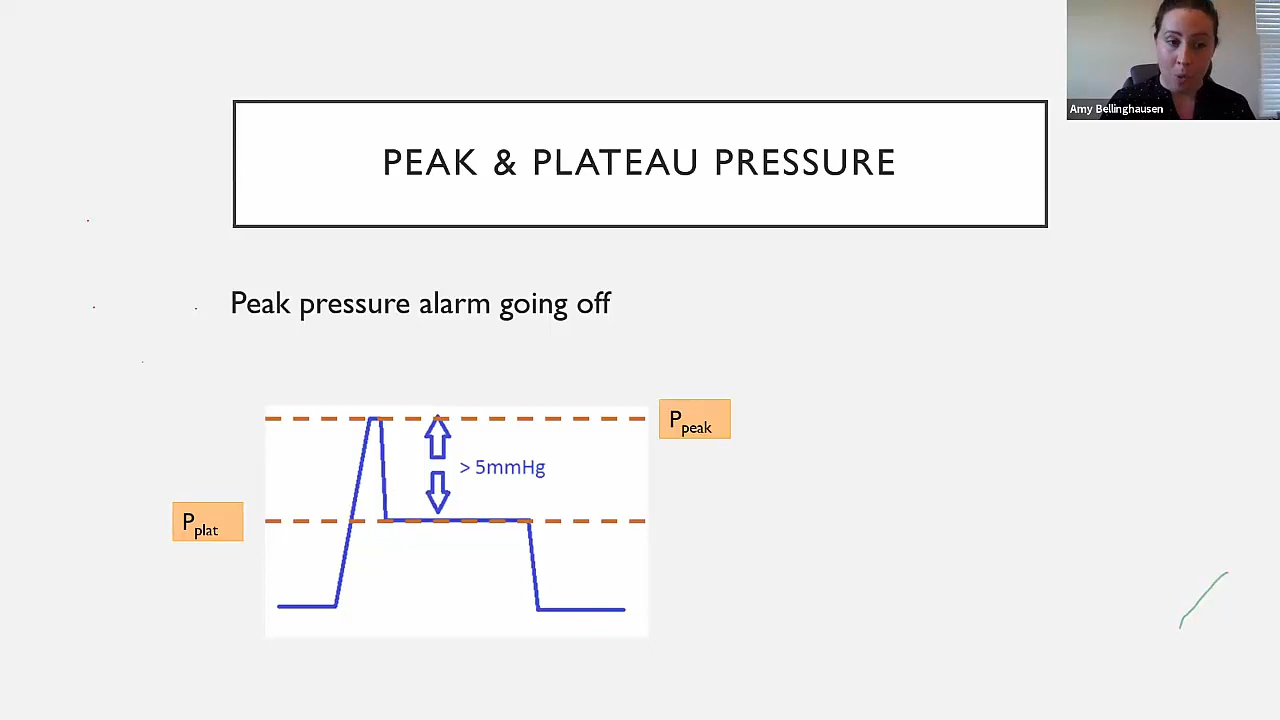 Amy Bellinghausen
PEAK & PLATEAU PRESSURE
Peak pressure alarm going off
Ppeak
> 5mmHg
Pplat